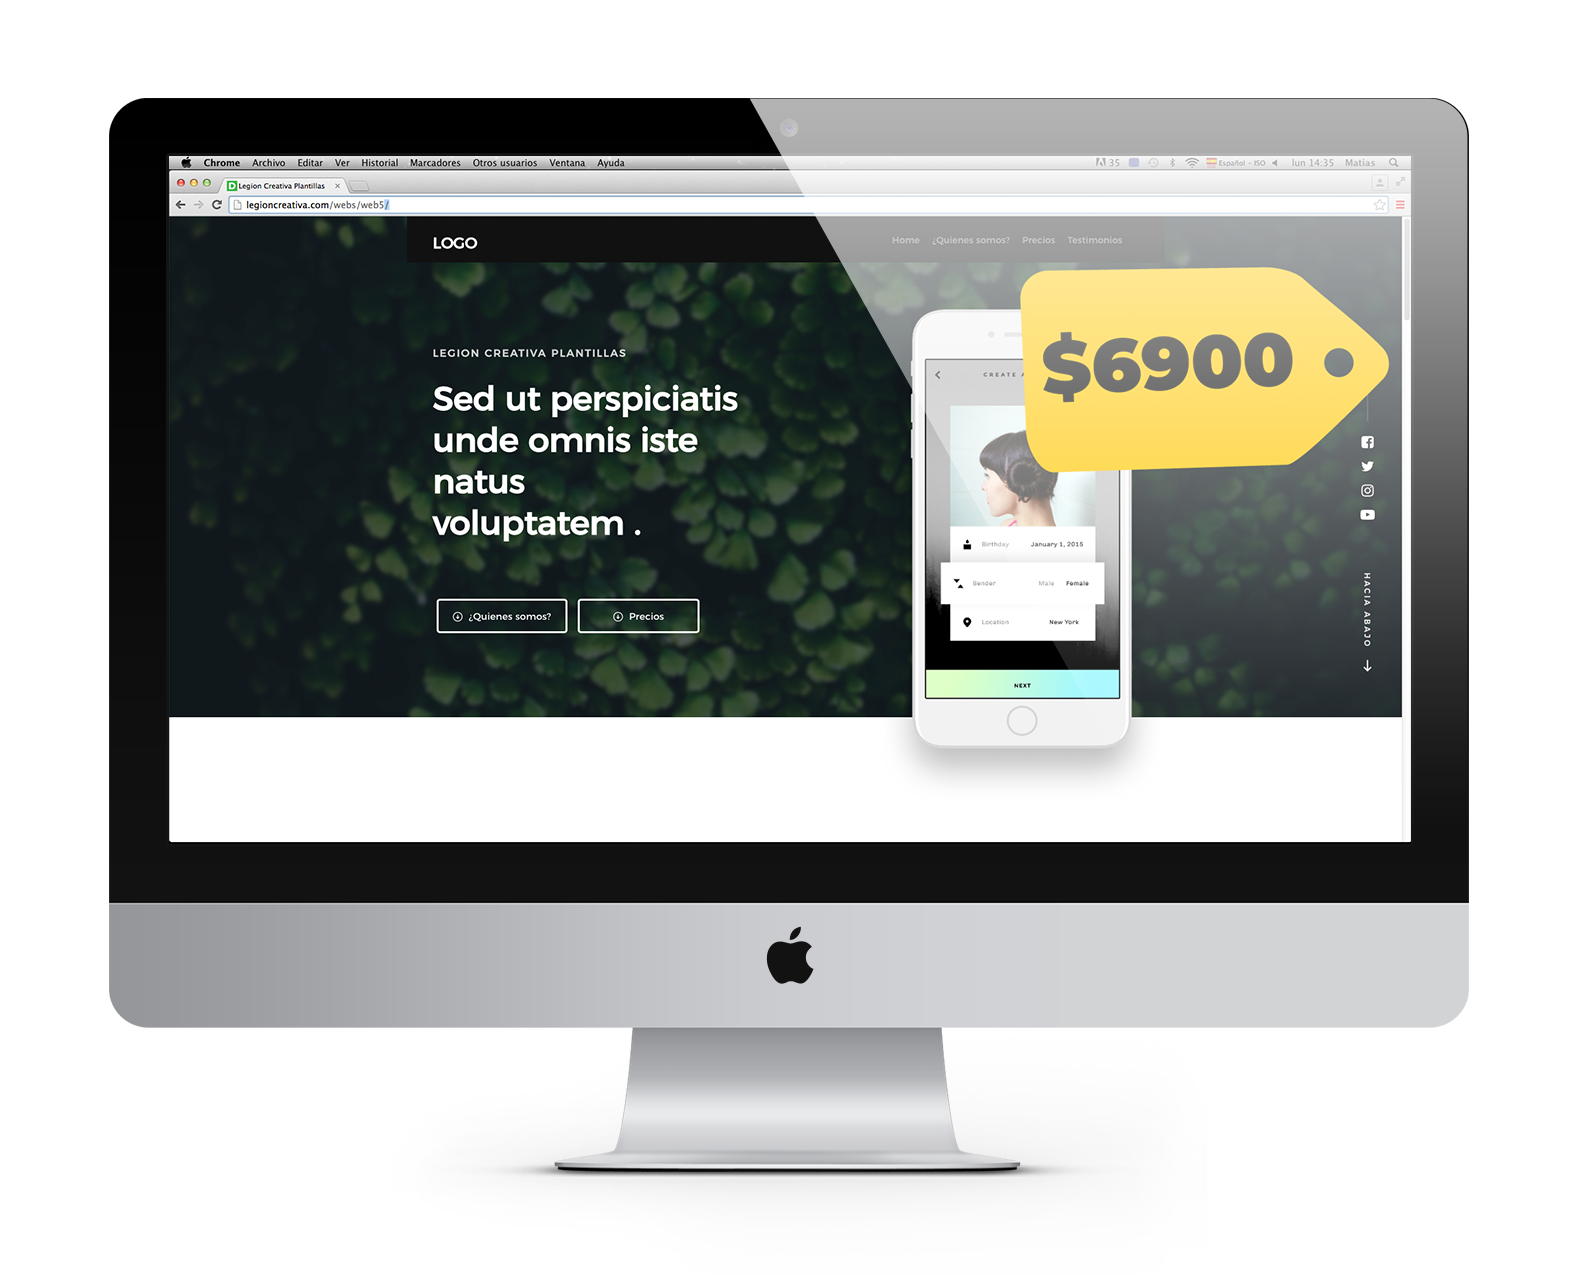 Chrome Archivo Editar Ver Historial Marcadores Otros usuarios Ventana Ayuda
35 Español - ISO lun 14:35 Matias
Legion Creativa Plantillas
legioncreativa.com/webs/web5/
LOGO
Home ¿Quienes somos? Precios Testimonios
LEGION CREATIVA PLANTILLAS
Sed ut perspiciatis
unde omnis iste
natus
voluptatem .
¿Quienes somos? Precios
$6900
CREATE A
Birthday January 1, 2015
Gender Male Female
Location New York
NEXT
HACIA ABAJO